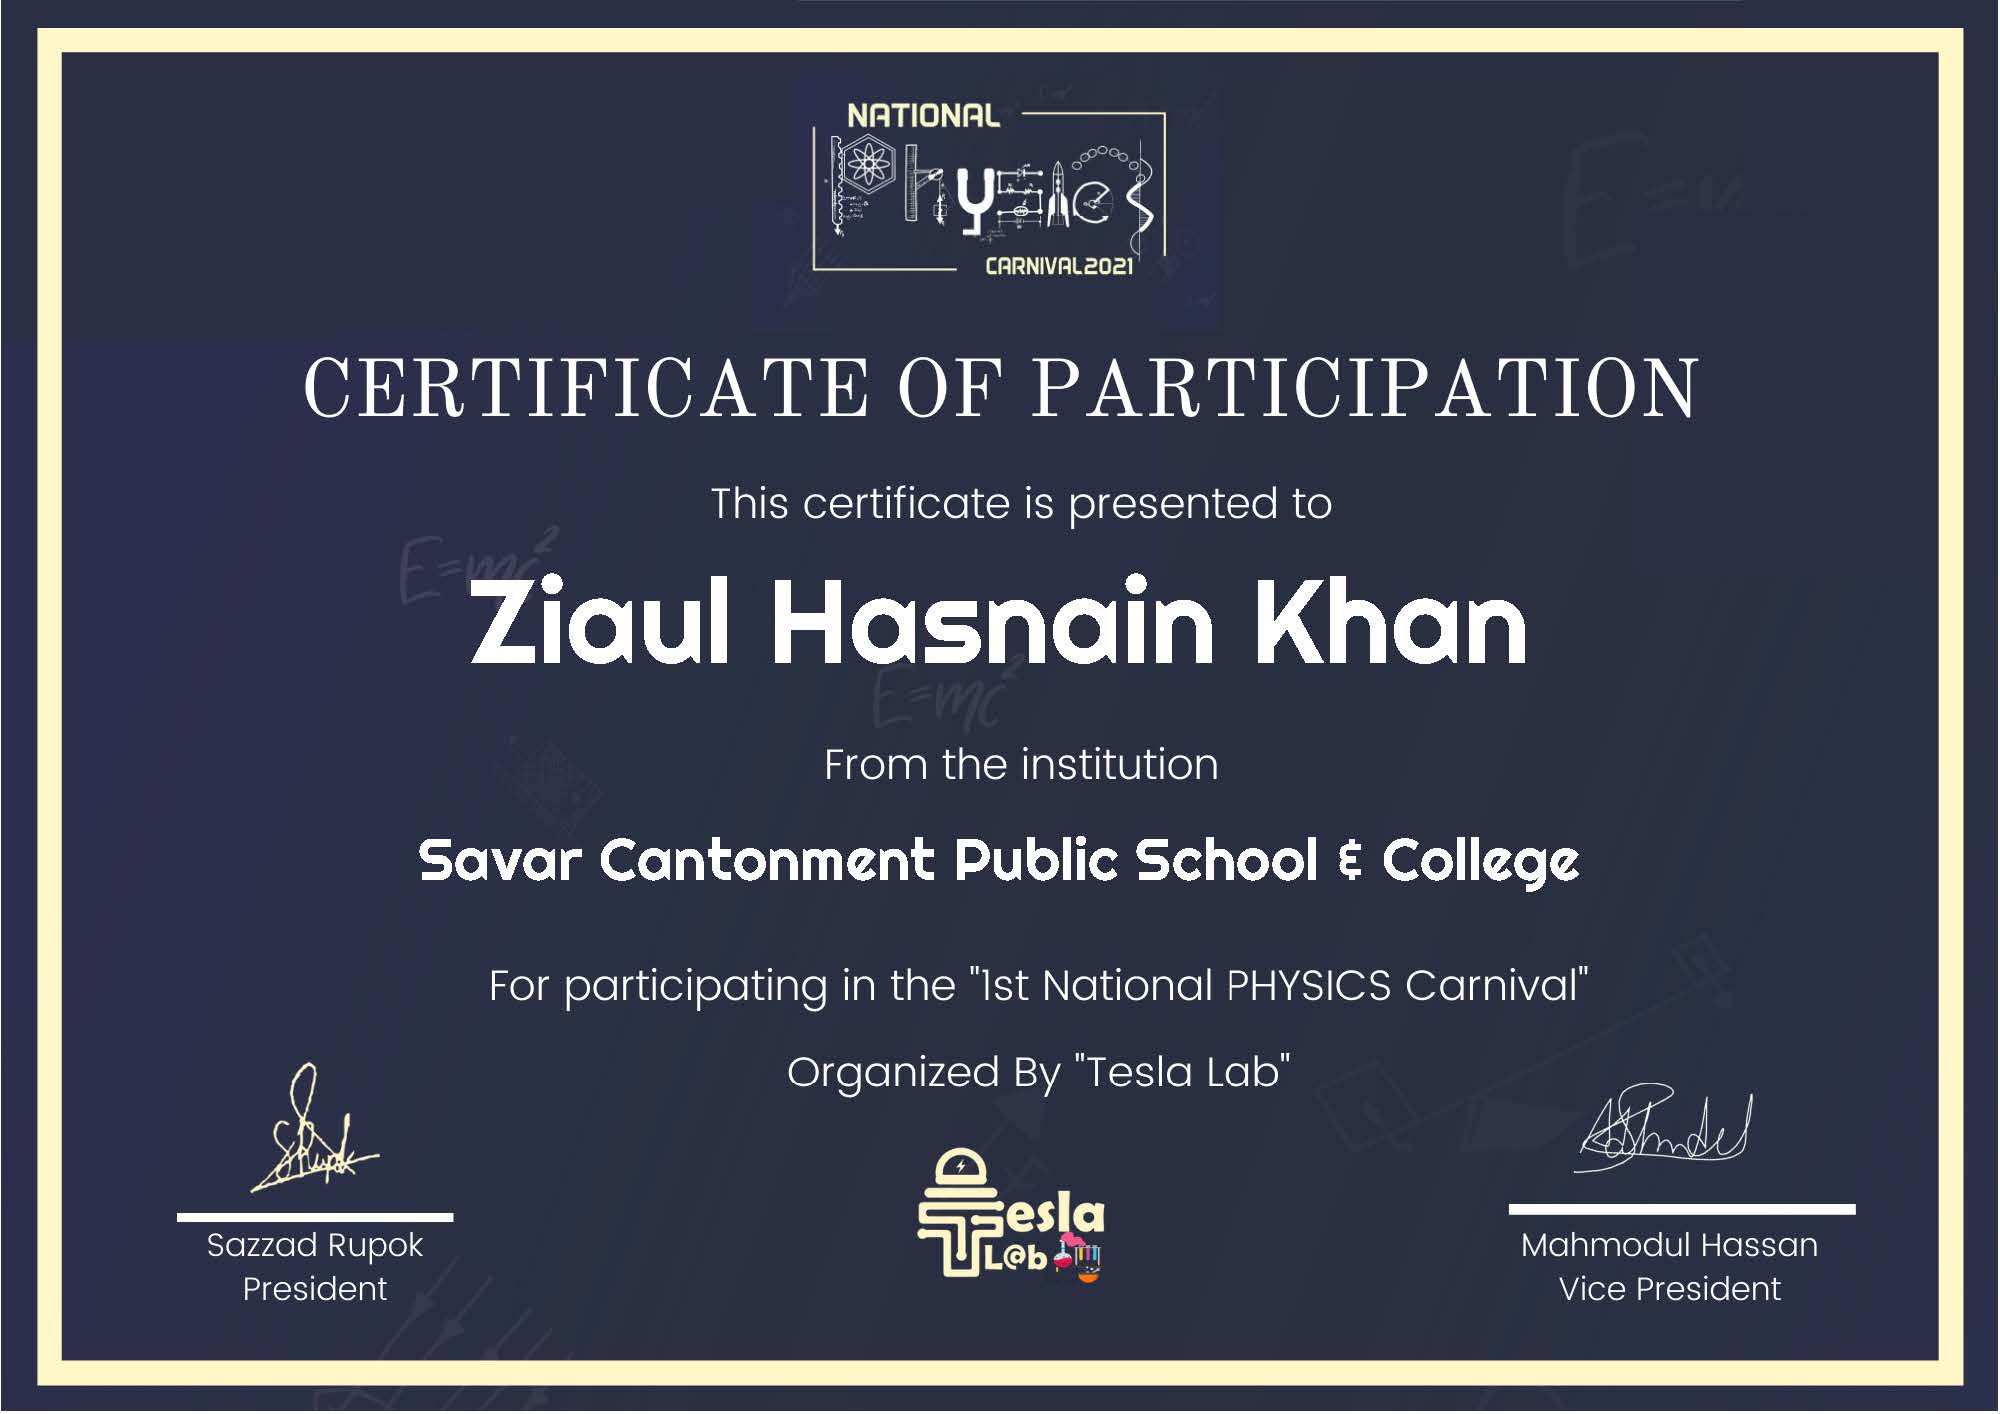 NATIONAL
Physics
CARNIVAL2021
CERTIFICATE OF PARTICIPATION
This certificate is presented to
E=mc²
Ziaul Hasnain Khan
E=mc²
From the institution
Savar Cantonment Public School & College
For participating in the "1st National PHYSICS Carnival"
Organized By "Tesla Lab"
Tesla
L@b
Sazzad Rupok
President
Mahmodul Hassan
Vice President